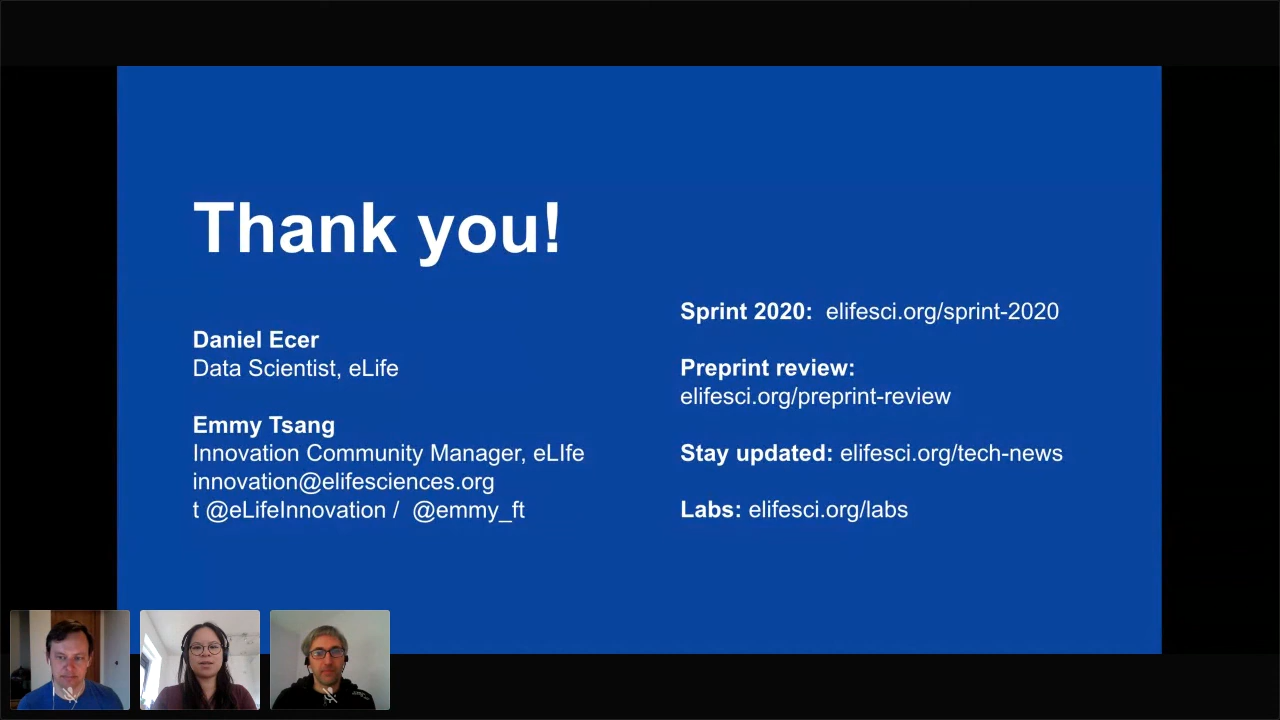 Thank you!
Daniel Ecer
Data Scientist, eLife
Emmy Tsang
Innovation Community Manager, eLIfe
innovation@elifesciences.org
t @eLifeInnovation /  @emmy_ft
Sprint 2020:  elifesci.org/sprint-2020
Preprint review:
elifesci.org/preprint-review
Stay updated: elifesci.org/tech-news
Labs: elifesci.org/labs